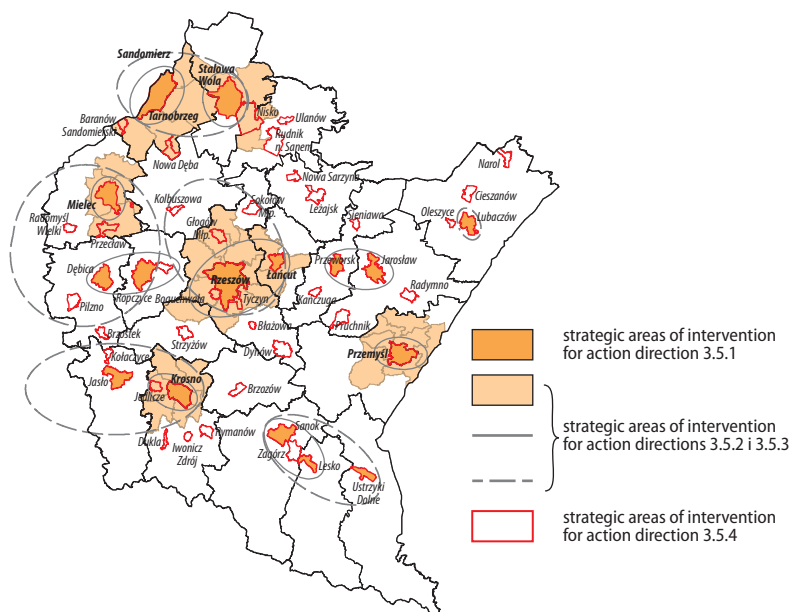 Sandomierz
Stalowa
Wola
Tarnobrzeg
Nisko
Ulanów
Baranów
Sandomierski
Rudnik
n. Sanem
Nowa Dęba
Narol
Nowa Sarzyna
Cieszanów
Mielec
Kolbuszowa
Sokołów
Młp.
Leżajsk
Oleszyce
Lubaczów
Radomyśl
Wielki
Głogów
Młp.
Sieniawa
Przecław
Dębica
Rzeszów
Łańcut
Przeworsk
Jarosław
Ropczyce
Boguchwała
Tyczyn
Kańczuga
Radymno
Pilzno
Błażowa
Pruchnik
Brzostek
Strzyżów
Dynów
Przemyśl
Kołaczyce
Jasło
Krosno
Jedlicze
Brzozów
Dukla
Iwonicz
Zdrój
Rymanów
Sanok
Zagórz
Lesko
Ustrzyki
Dolne
strategic areas of intervention
for action direction 3.5.1
strategic areas of intervention
for action directions 3.5.2 i 3.5.3
strategic areas of intervention
for action direction 3.5.4